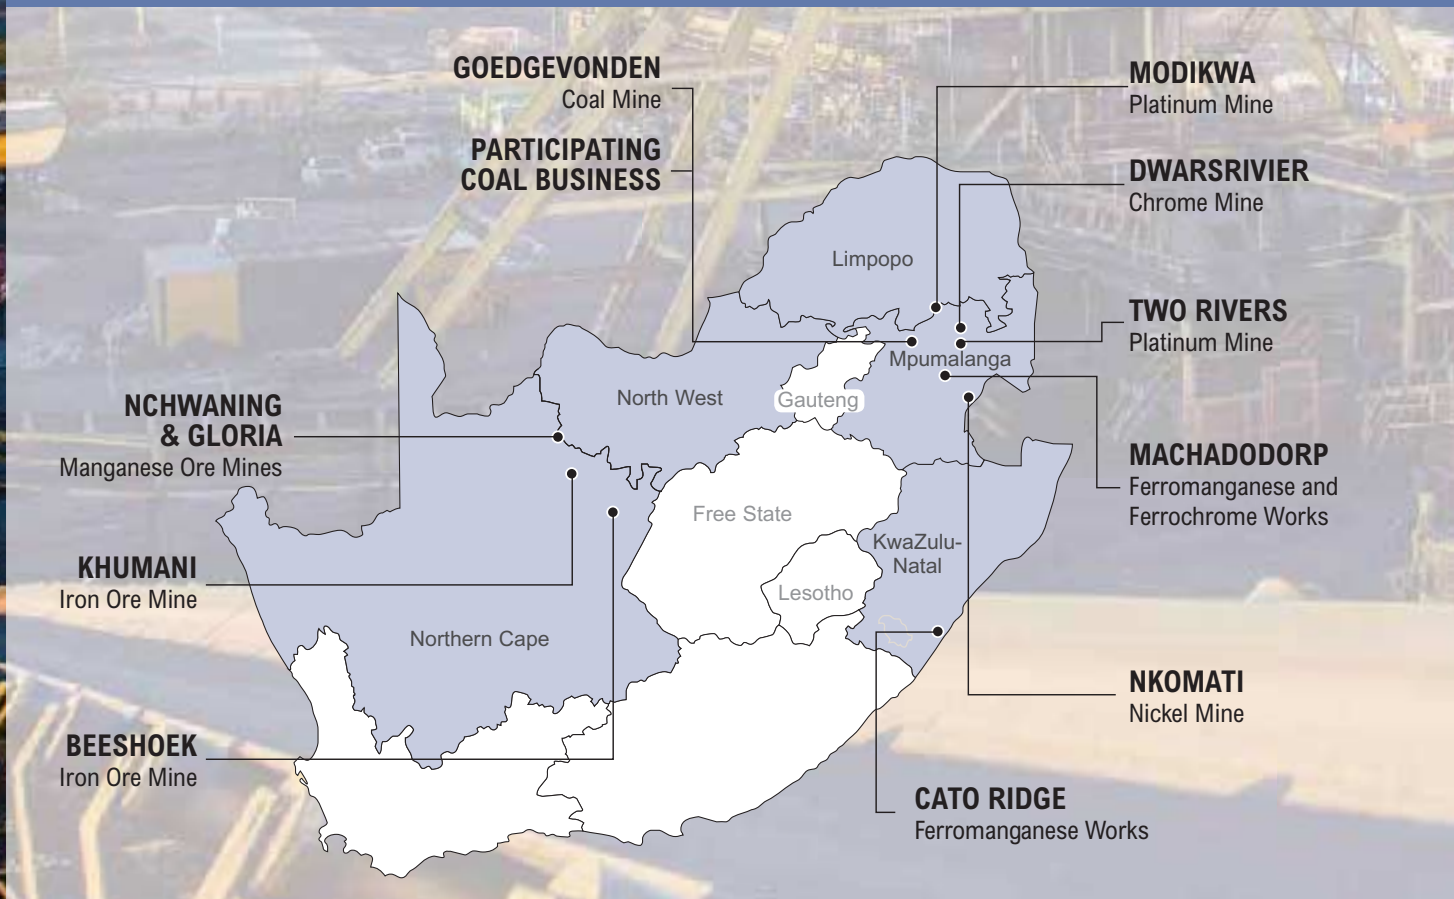 GOEDGEVONDEN
Coal Mine
PARTICIPATING
COAL BUSINESS
MODIKWA
Platinum Mine
DWARSRIVIER
Chrome Mine
TWO RIVERS
Platinum Mine
NCHWANING
& GLORIA
Manganese Ore Mines
MACHADODORP
Ferromanganese and
Ferrochrome Works
KHUMANI
Iron Ore Mine
NKOMATI
Nickel Mine
BEESHOEK
Iron Ore Mine
CATO RIDGE
Ferromanganese Works
Limpopo
Mpumalanga
North West
Gauteng
Free State
KwaZulu-
Natal
Lesotho
Northern Cape